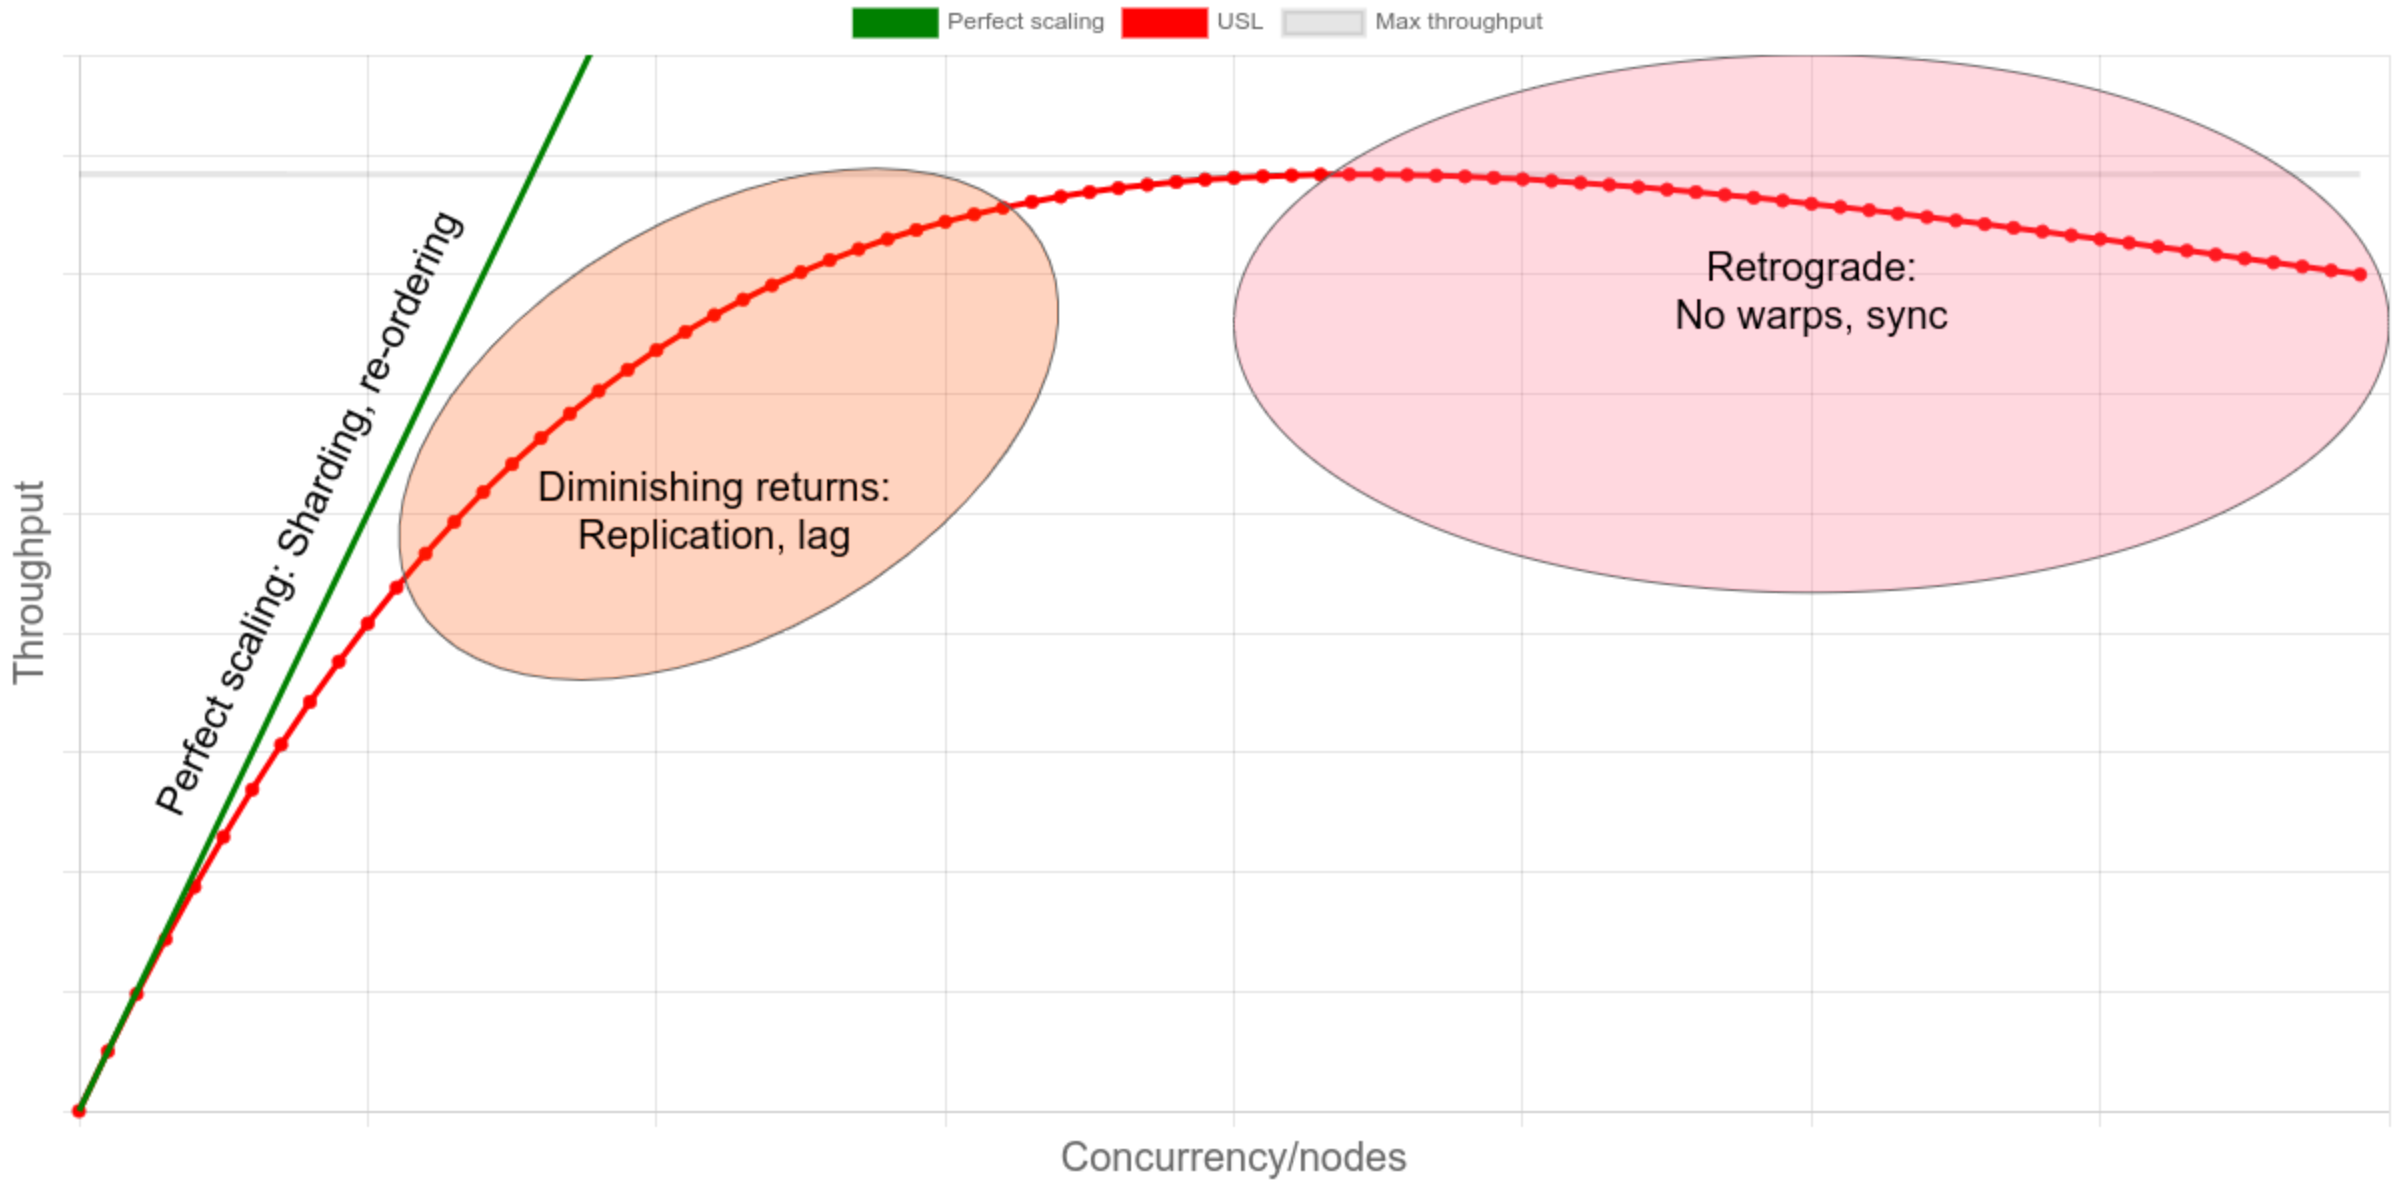 Perfect scaling USL Max throughput
Perfect scaling: Sharding, re-ordering
Diminishing returns:
Replication, lag
Retrograde:
No warps, sync
Throughput
Concurrency/nodes